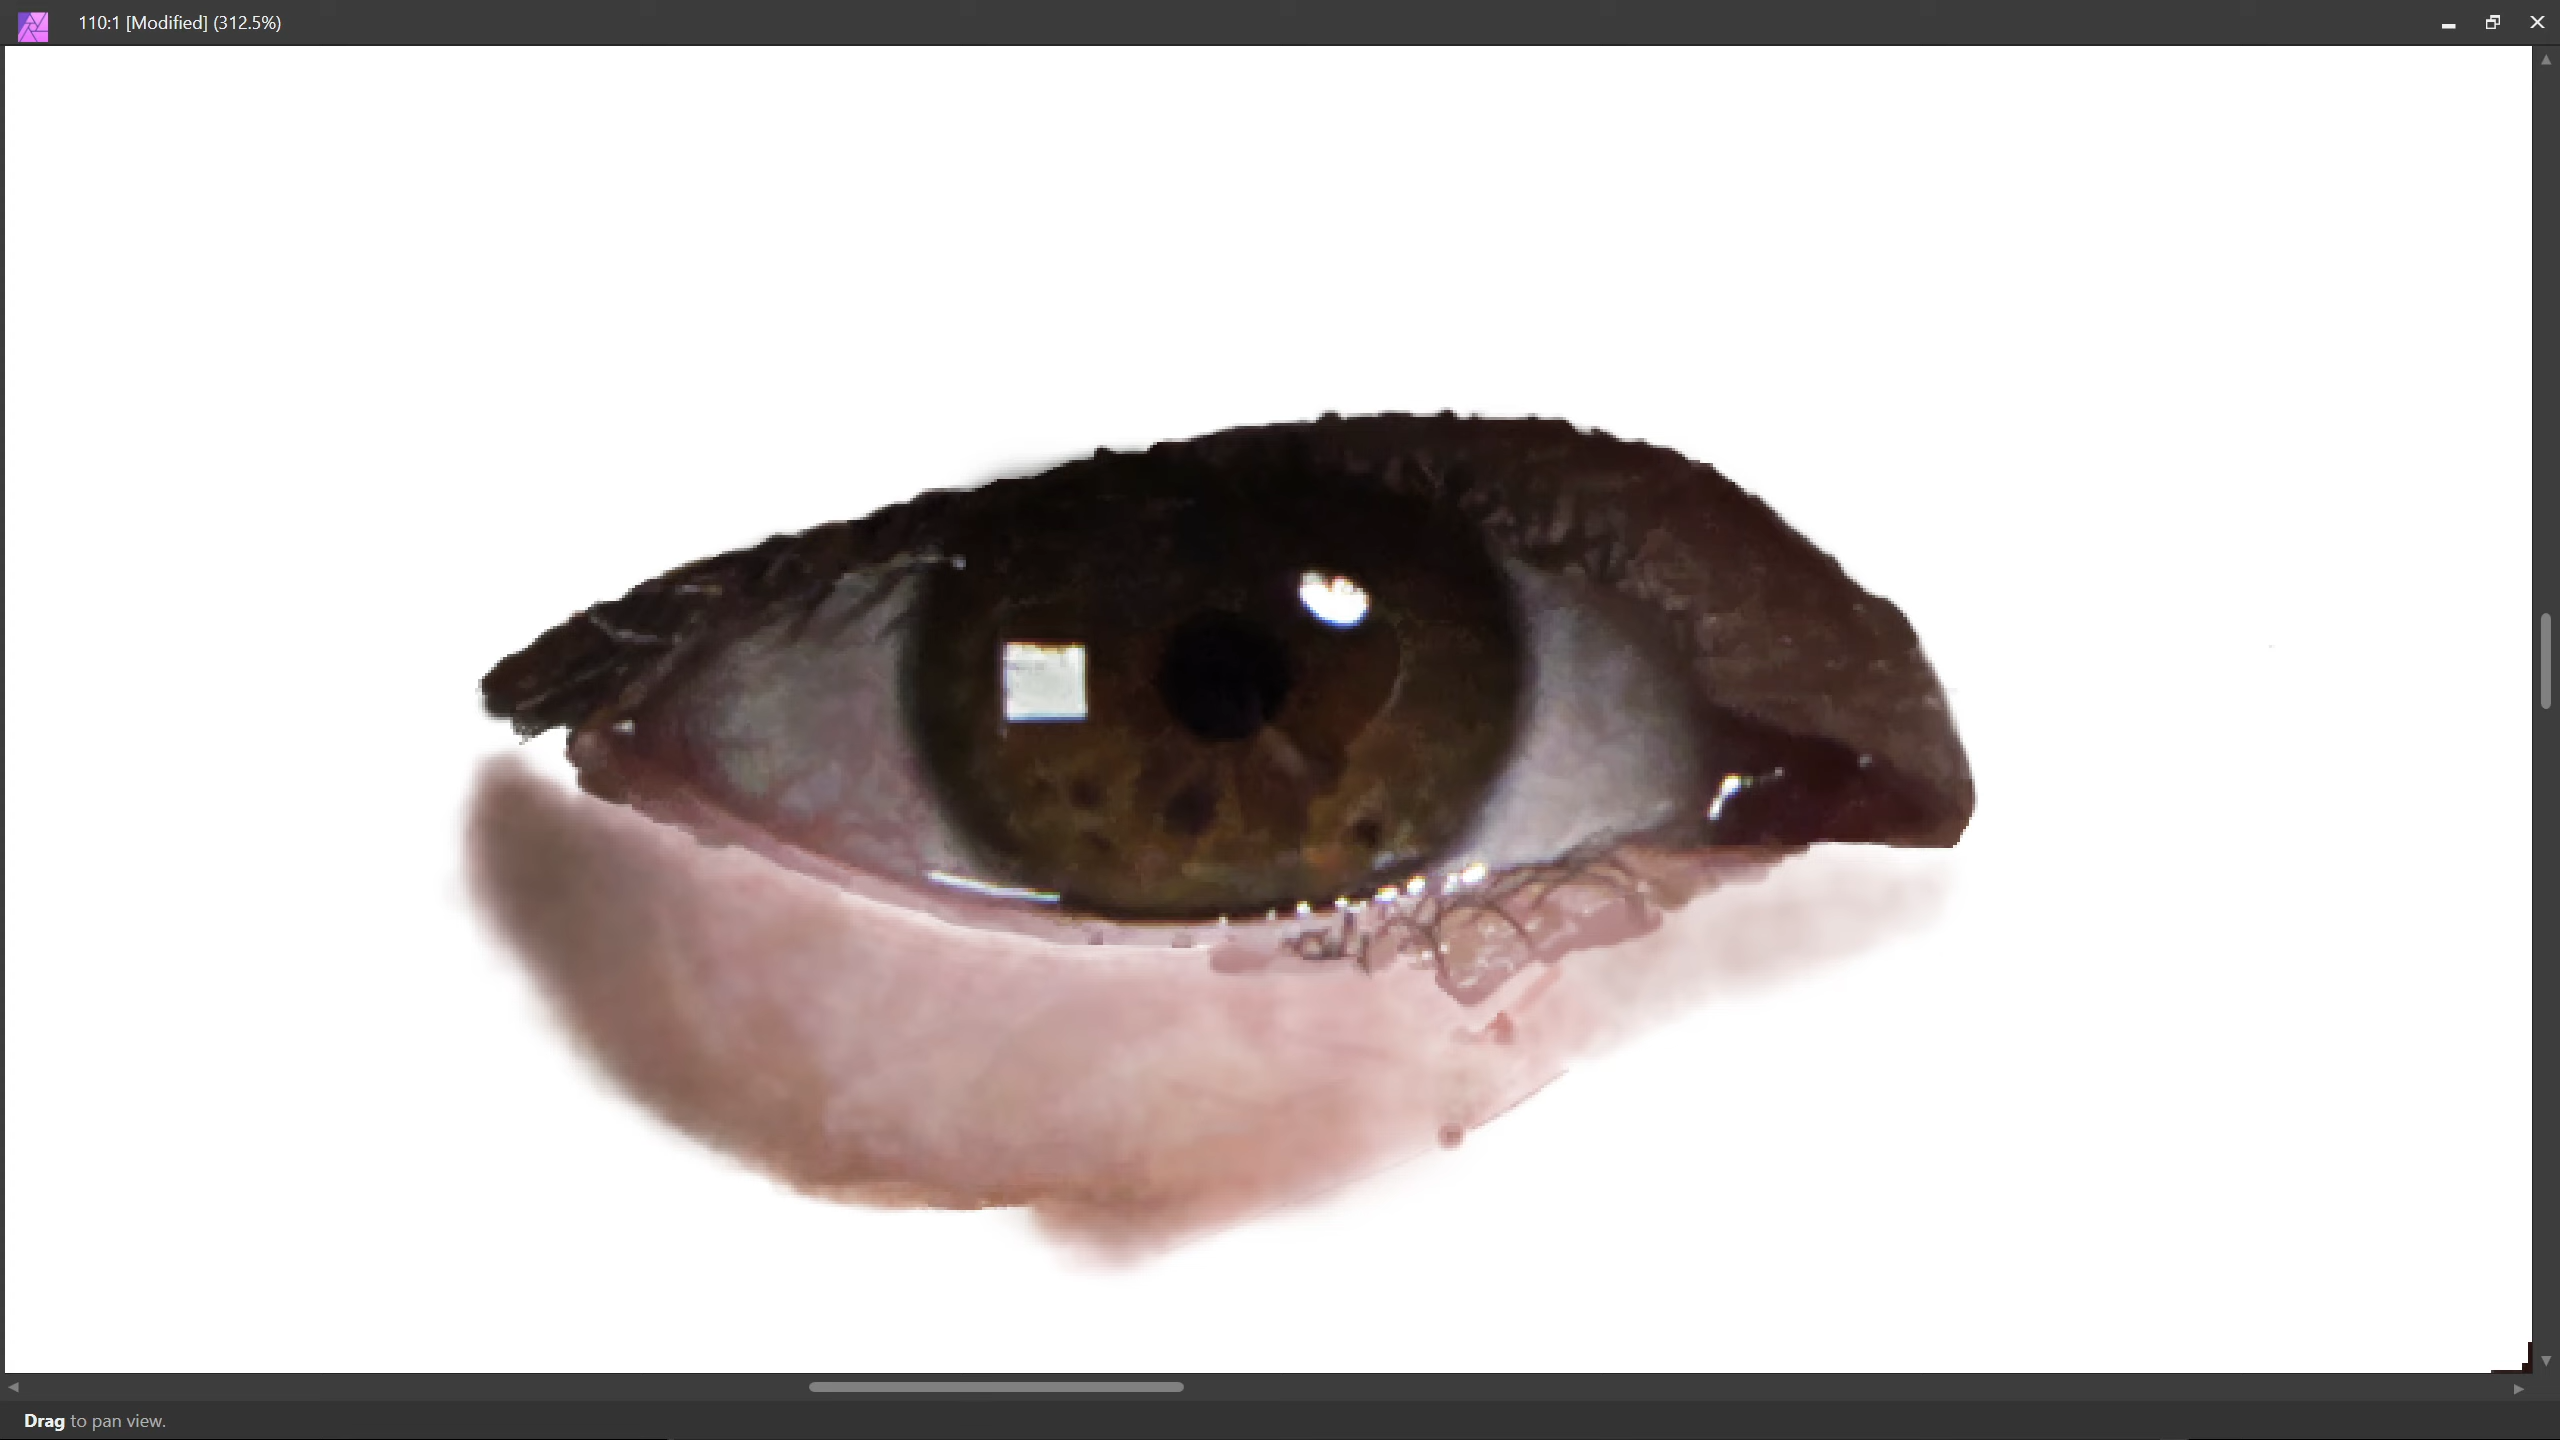 110:1 [Modified] (312.5%)
Drag to pan view.